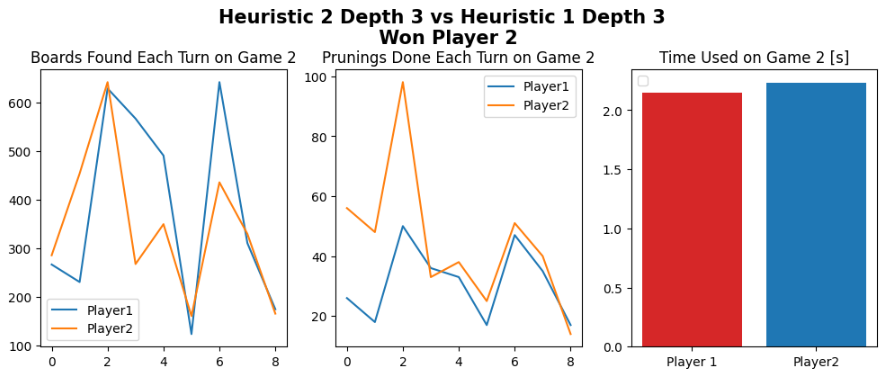 Heuristic 2 Depth 3 vs Heuristic 1 Depth 3
Won Player 2
Boards Found Each Turn on Game 2
600
500
400
300
200
100
0
2
4
6
8
Player1
Player2
Prunings Done Each Turn on Game 2
100
80
60
40
20
0
2
4
6
8
Player1
Player2
Time Used on Game 2 [s]
2.0
1.5
1.0
0.5
0.0
Player 1
Player2